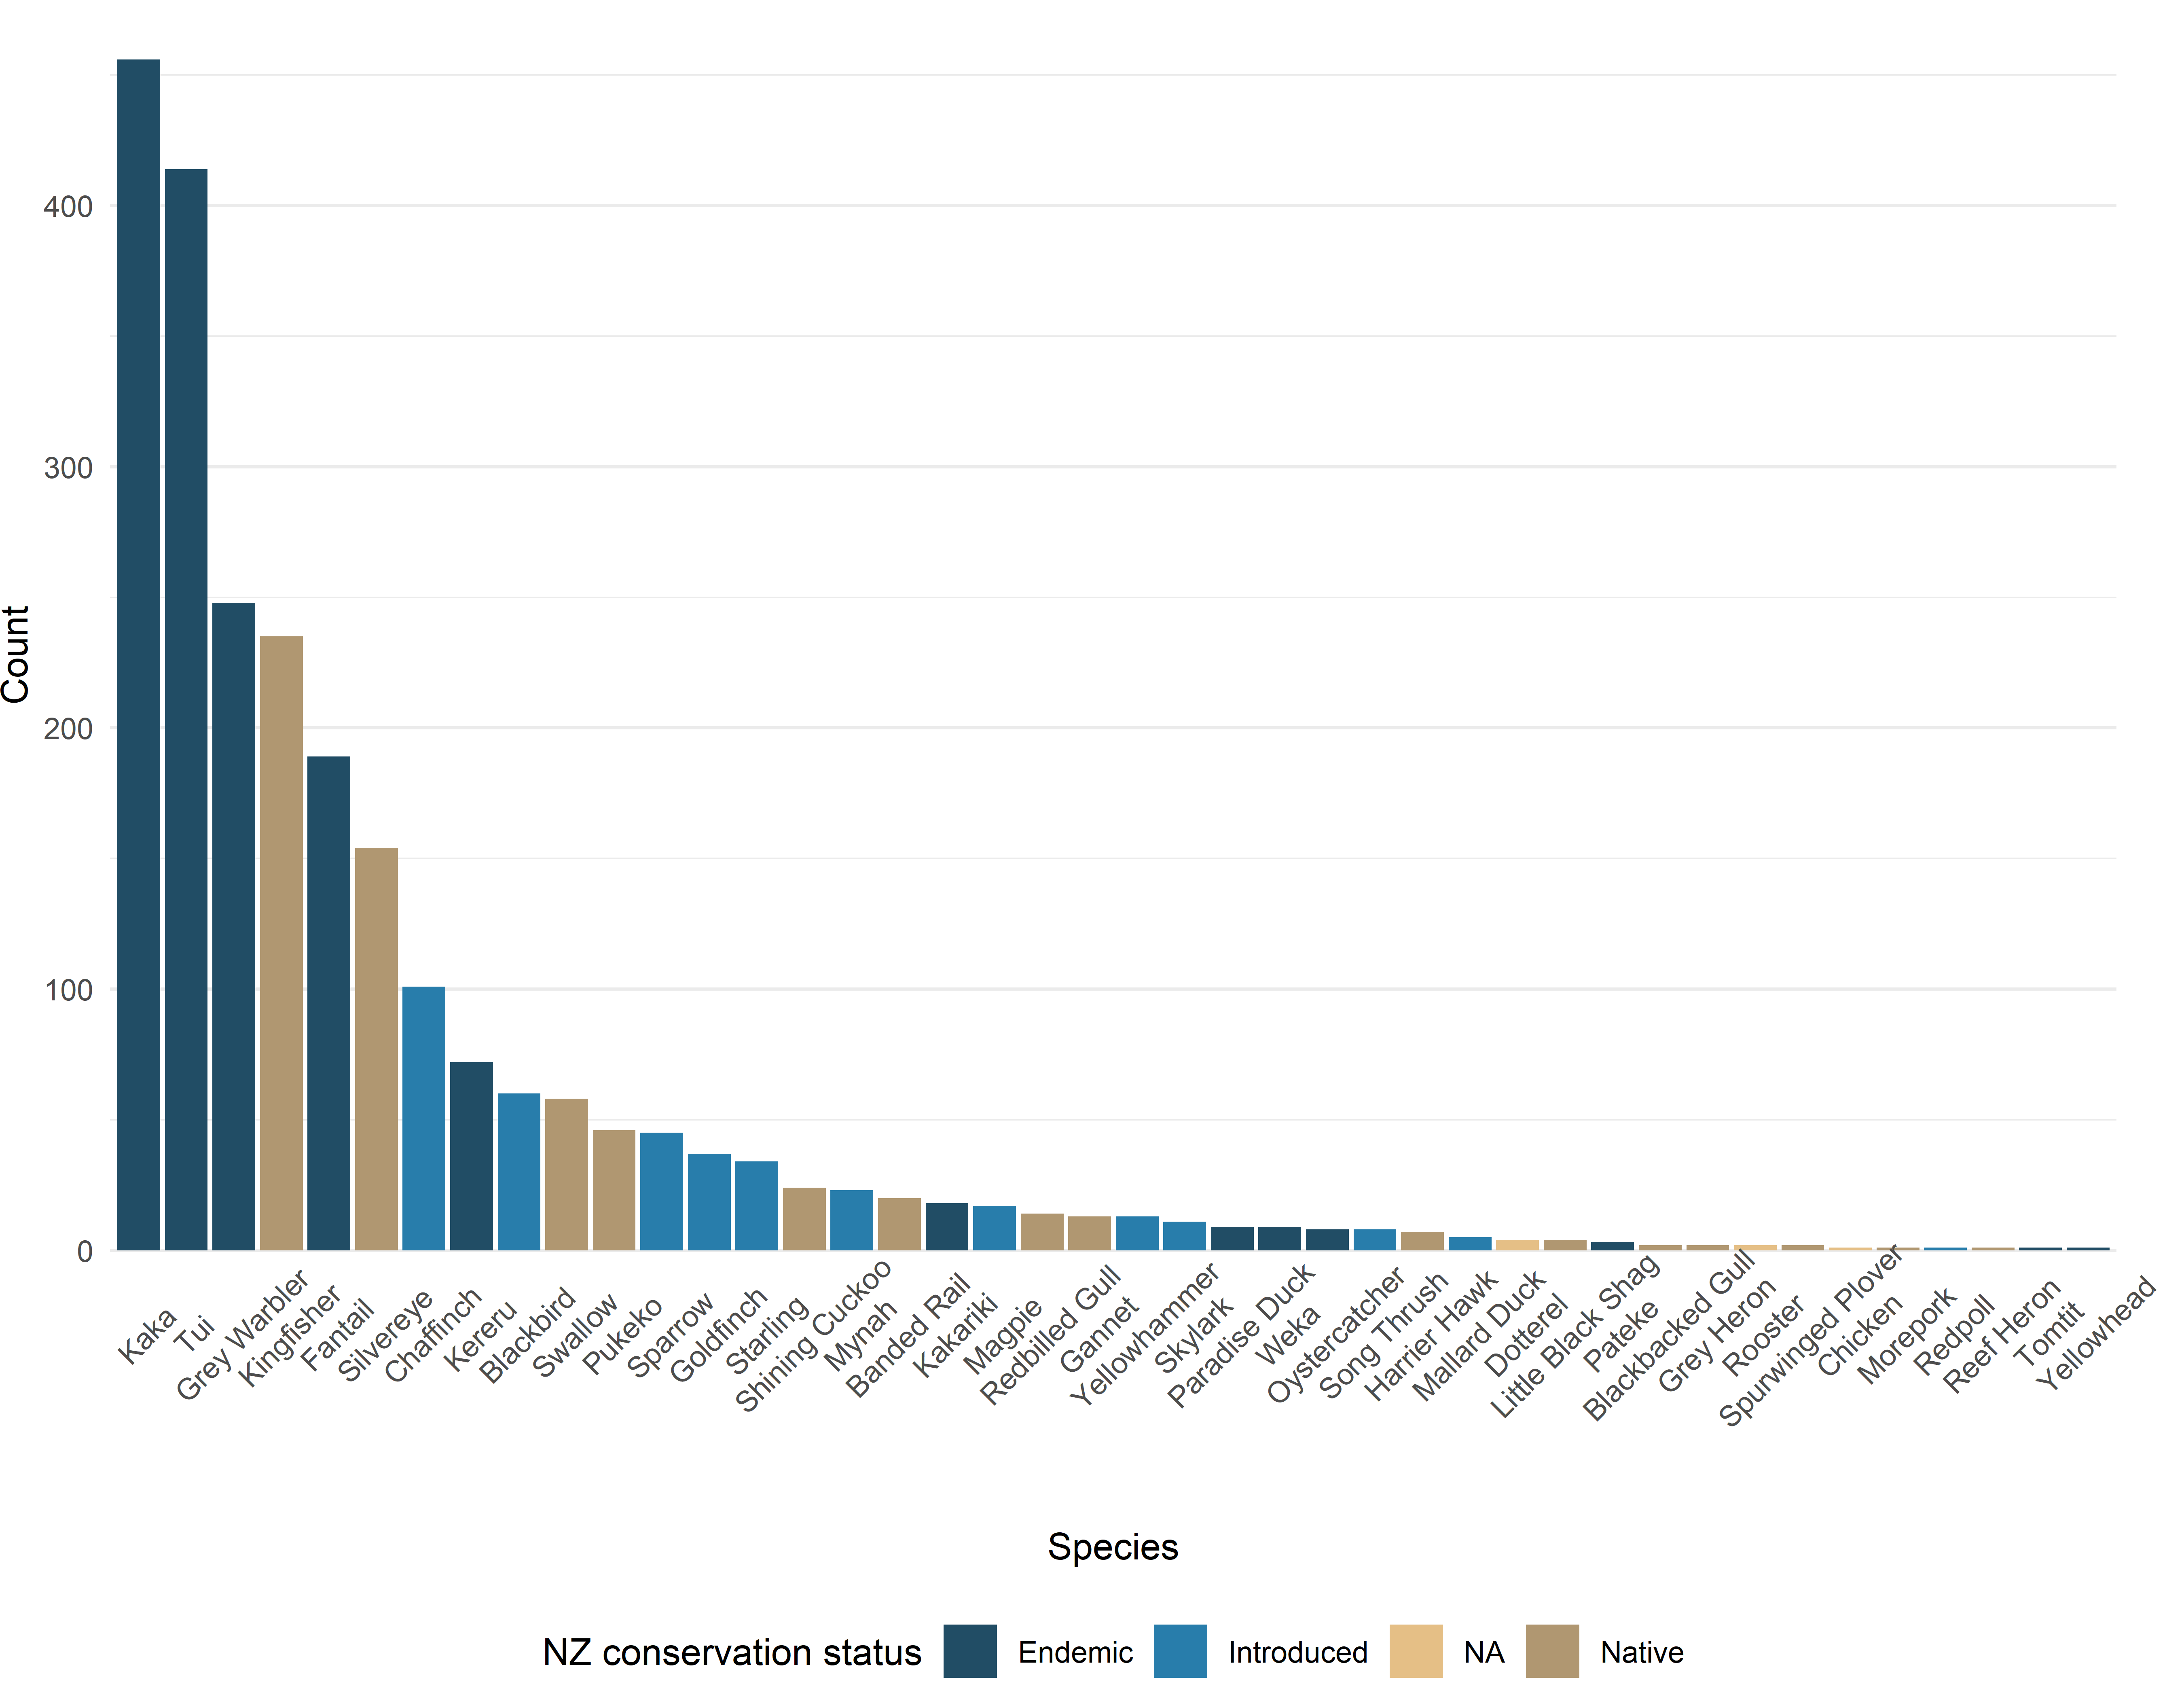 Count
400
300
200
100
0
Kaka
Tui
Grey Warbler
Kingfisher
Fantail
Silvereye
Chaffinch
Kereru
Blackbird
Swallow
Pukeko
Sparrow
Goldfinch
Starling
Shining Cuckoo
Mynah
Banded Rail
Kakariki
Magpie
Redbilled Gull
Gannet
Yellowhammer
Skylark
Paradise Duck
Weka
Oystercatcher
Song Thrush
Harrier Hawk
Mallard Duck
Dotterel
Little Black Shag
Pateke
Blackbacked Gull
Grey Heron
Rooster
Spurwinged Plover
Chicken
Morepork
Redpoll
Reef Heron
Tomtit
Yellowhead
Species
NZ conservation status Endemic Introduced NA Native